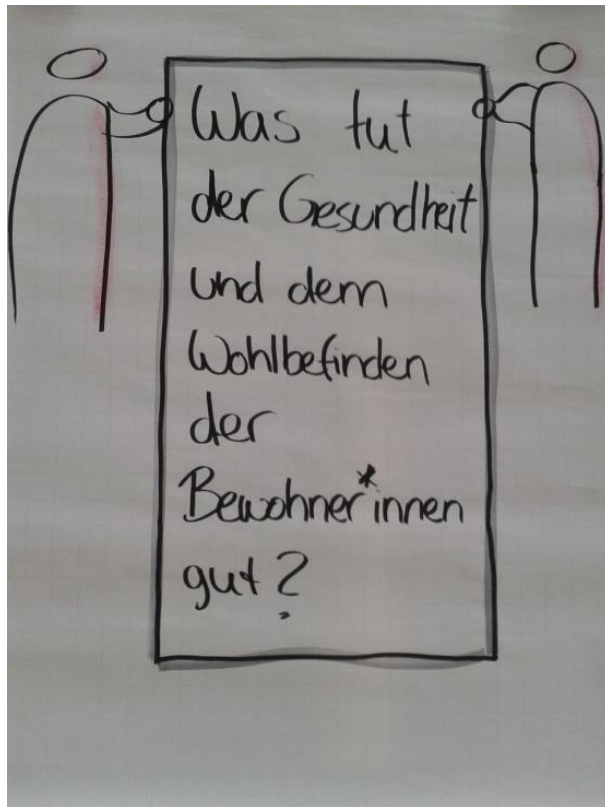 Was tut
der Gesundheit
und dem
Wohlbefinden
der
Bewohner*innen
gut?